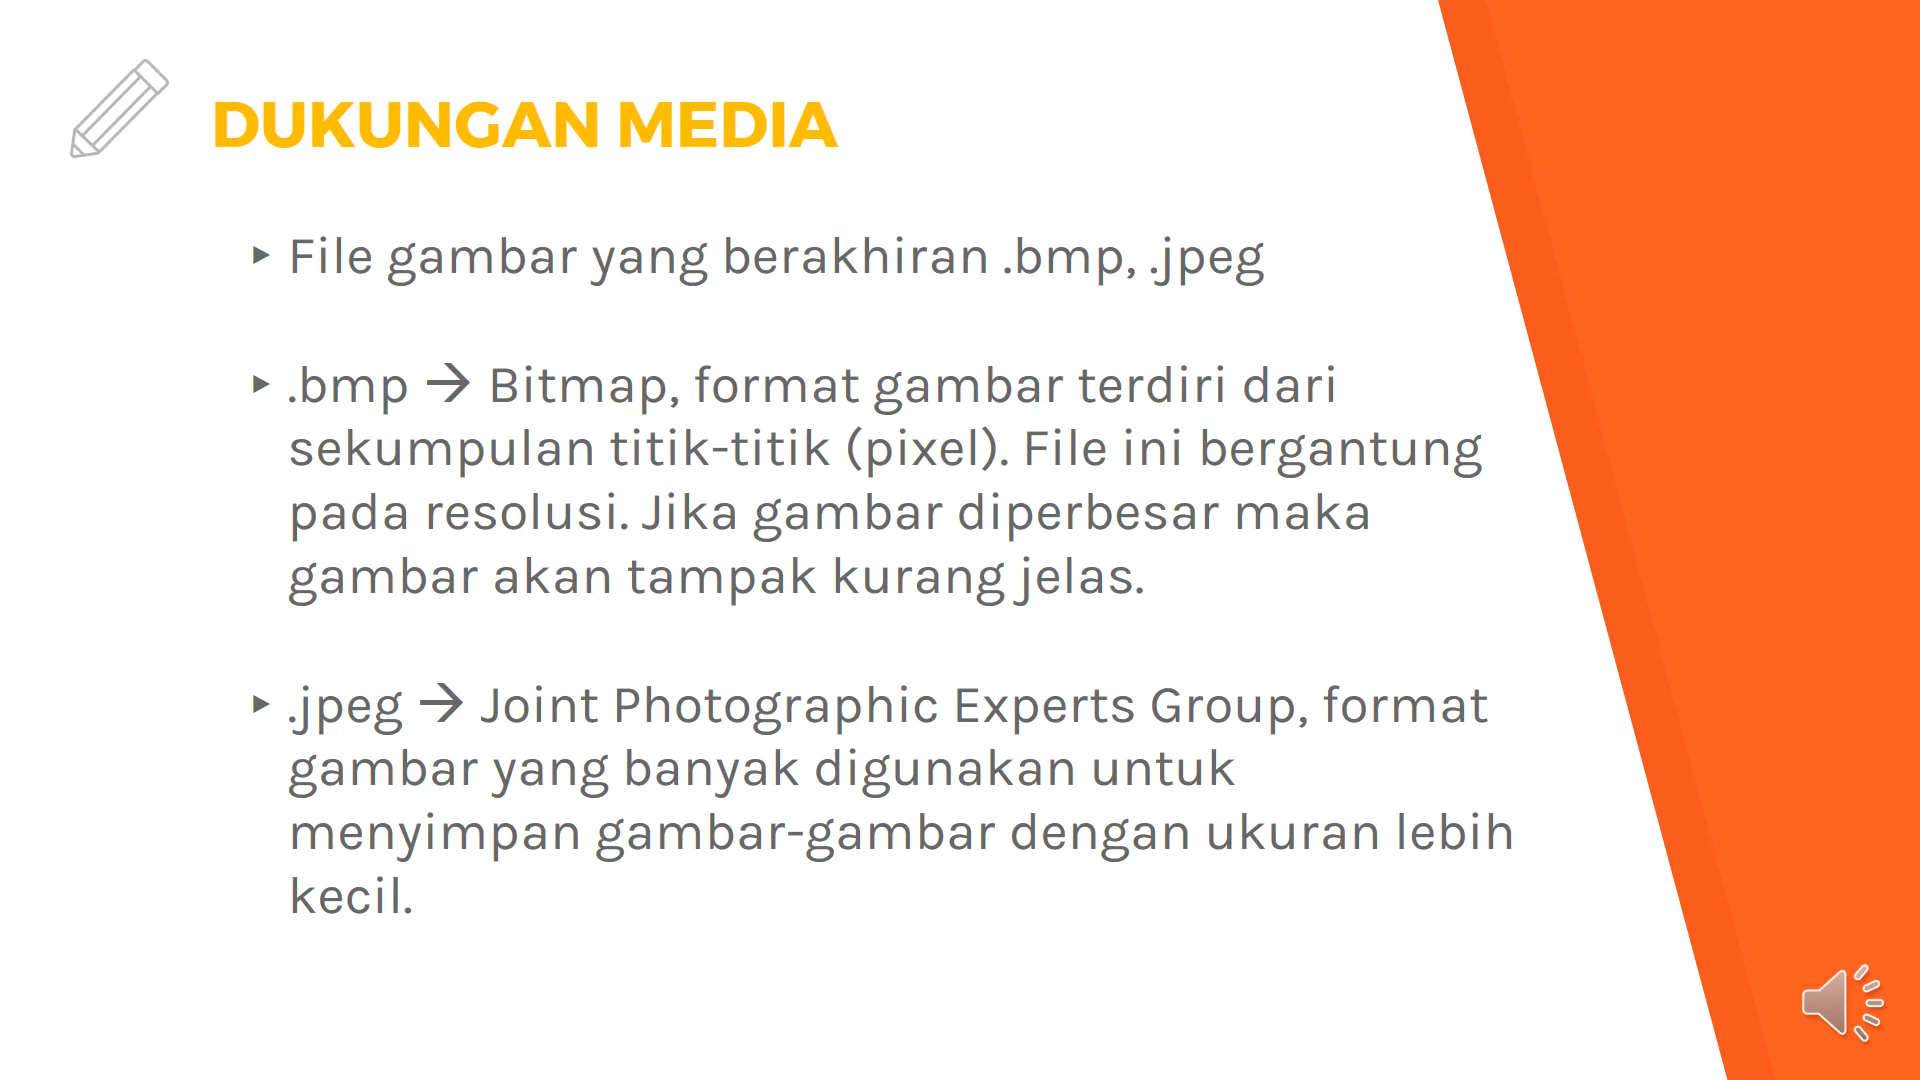 DUKUNGAN MEDIA
▸ File gambar yang berakhiran .bmp, .jpeg
▸ .bmp → Bitmap, format gambar terdiri dari
sekumpulan titik-titik (pixel). File ini bergantung
pada resolusi. Jika gambar diperbesar maka
gambar akan tampak kurang jelas.
▸ .jpeg → Joint Photographic Experts Group, format
gambar yang banyak digunakan untuk
menyimpan gambar-gambar dengan ukuran lebih
kecil.